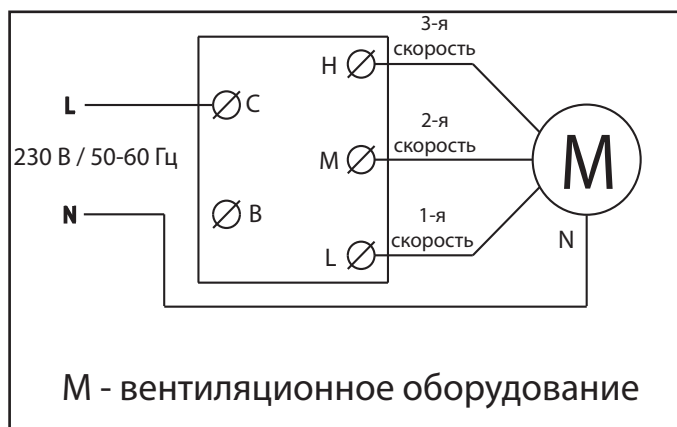 3-я
скорость
H
L
C
230 В / 50-60 Гц
2-я
скорость
M
M
N
B
1-я
скорость
L
N
М - вентиляционное оборудование